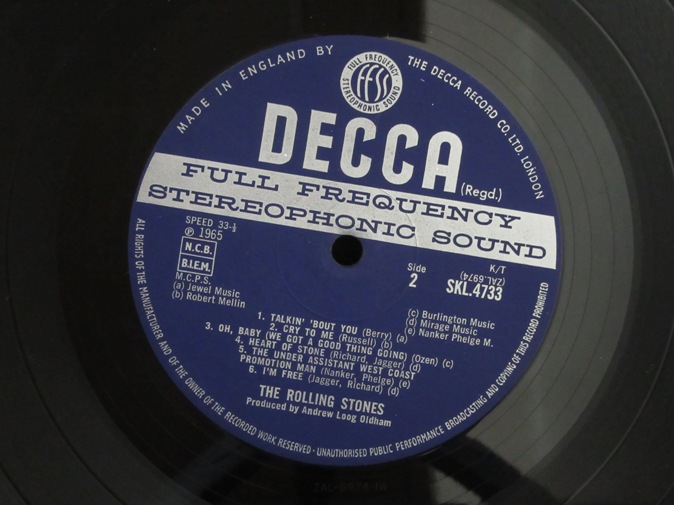 MADE IN ENGLAND BY THE DECCA RECORD CO. LTD. LONDON
FULL FREQUENCY
FFSS
STEREOPHONIC SOUND
DECCA (Regd.)
FULL FREQUENCY
STEREOPHONIC SOUND
SPEED 33⅓
Ⓟ 1965
N.C.B.
B.I.E.M.
M.C.P.S.
(a) Jewel Music
(b) Robert Mellin
Side
2
K/T
(ZAL.6974)
SKL.4733
(c) Burlington Music
(d) Mirage Music
(e) Nanker Phelge M.
1. TALKIN' 'BOUT YOU (Berry) (a)
2. CRY TO ME (Russell) (b)
3. OH, BABY (WE GOT A GOOD THING GOING) (Ozen) (c)
4. HEART OF STONE (Richard, Jagger) (d)
5. THE UNDER ASSISTANT WEST COAST
PROMOTION MAN (Nanker, Phelge) (e)
6. I'M FREE (Jagger, Richard) (d)
THE ROLLING STONES
Produced by Andrew Loog Oldham
ALL RIGHTS OF THE MANUFACTURER AND OF THE OWNER OF THE RECORDED WORK RESERVED · UNAUTHORISED PUBLIC PERFORMANCE BROADCASTING AND COPYING OF THIS RECORD PROHIBITED